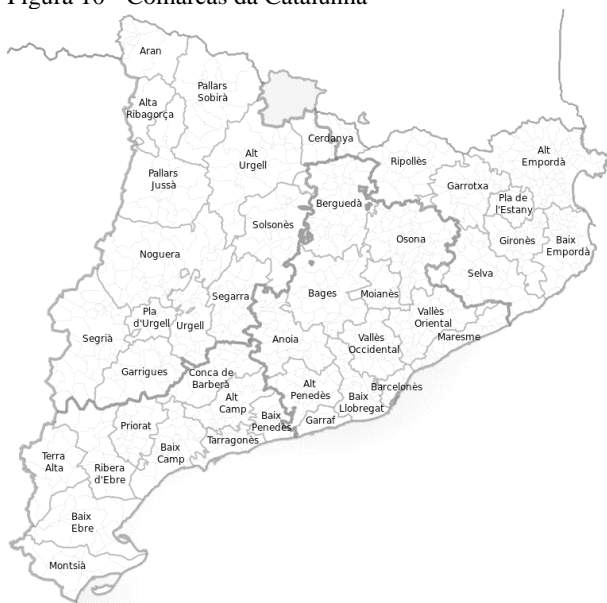 Figura 10 - Comarcas da Catalunha
Aran
Pallars
Sobirà
Alta
Ribagorça
Cerdanya
Alt
Urgell
Ripollès
Alt
Empordà
Garrotxa
Pallars
Jussà
Pla de
l'Estany
Berguedà
Solsonès
Osona
Gironès
Baix
Empordà
Noguera
Selva
Segarra
Bages
Moianès
Pla
d'Urgell
Urgell
Vallès
Oriental
Segrià
Anoia
Vallès
Occidental
Maresme
Garrigues
Conca de
Barberà
Alt
Penedès
Barcelonès
Alt
Camp
Baix
Llobregat
Baix
Penedès
Garraf
Priorat
Tarragonès
Baix
Camp
Terra
Alta
Ribera
d'Ebre
Baix
Ebre
Montsià